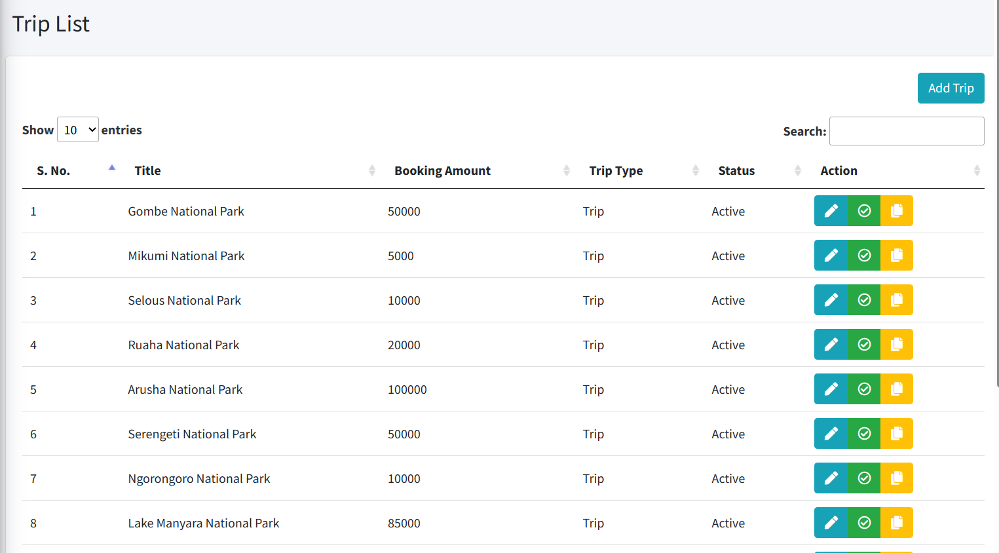 Trip List
Add Trip
Show 10 entries
Search:
S. No. Title Booking Amount Trip Type Status Action
1 Gombe National Park 50000 Trip Active
2 Mikumi National Park 5000 Trip Active
3 Selous National Park 10000 Trip Active
4 Ruaha National Park 20000 Trip Active
5 Arusha National Park 100000 Trip Active
6 Serengeti National Park 50000 Trip Active
7 Ngorongoro National Park 10000 Trip Active
8 Lake Manyara National Park 85000 Trip Active